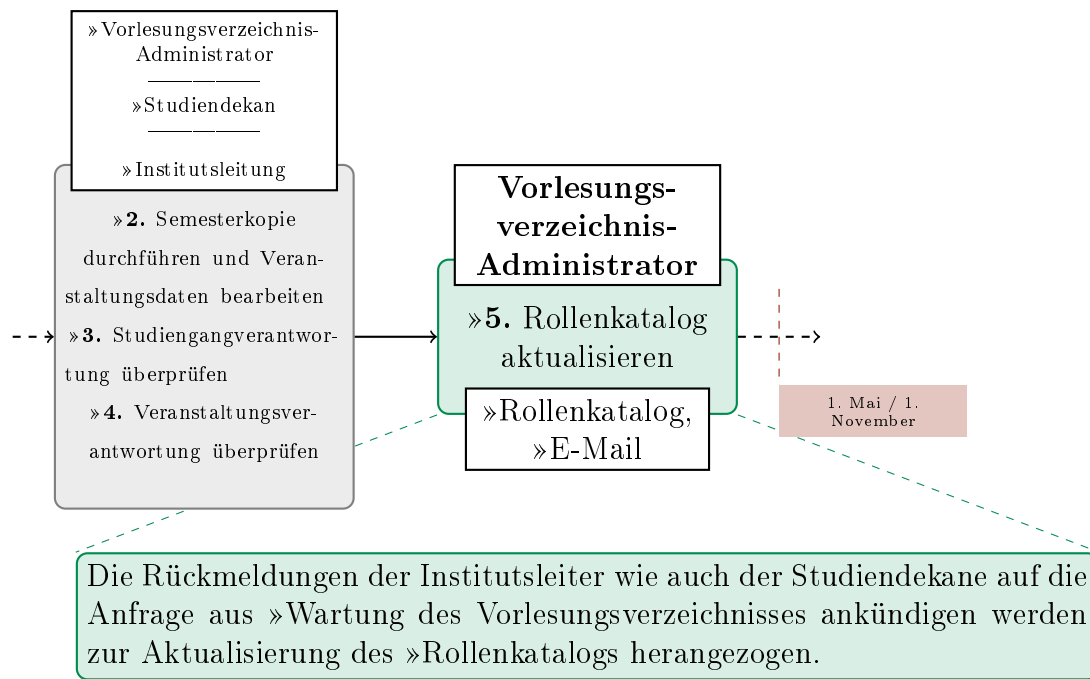 »Vorlesungsverzeichnis-
Administrator
»Studiendekan
»Institutsleitung
»2. Semesterkopie
durchführen und Veran-
staltungsdaten bearbeiten
»3. Studiengangverantwor-
tung überprüfen
»4. Veranstaltungsver-
antwortung überprüfen
Vorlesungs-
verzeichnis-
Administrator
»5. Rollenkatalog
aktualisieren
»Rollenkatalog,
»E-Mail
1. Mai / 1.
November
Die Rückmeldungen der Institutsleiter wie auch der Studiendekane auf die
Anfrage aus »Wartung des Vorlesungsverzeichnisses ankündigen werden
zur Aktualisierung des »Rollenkatalogs herangezogen.